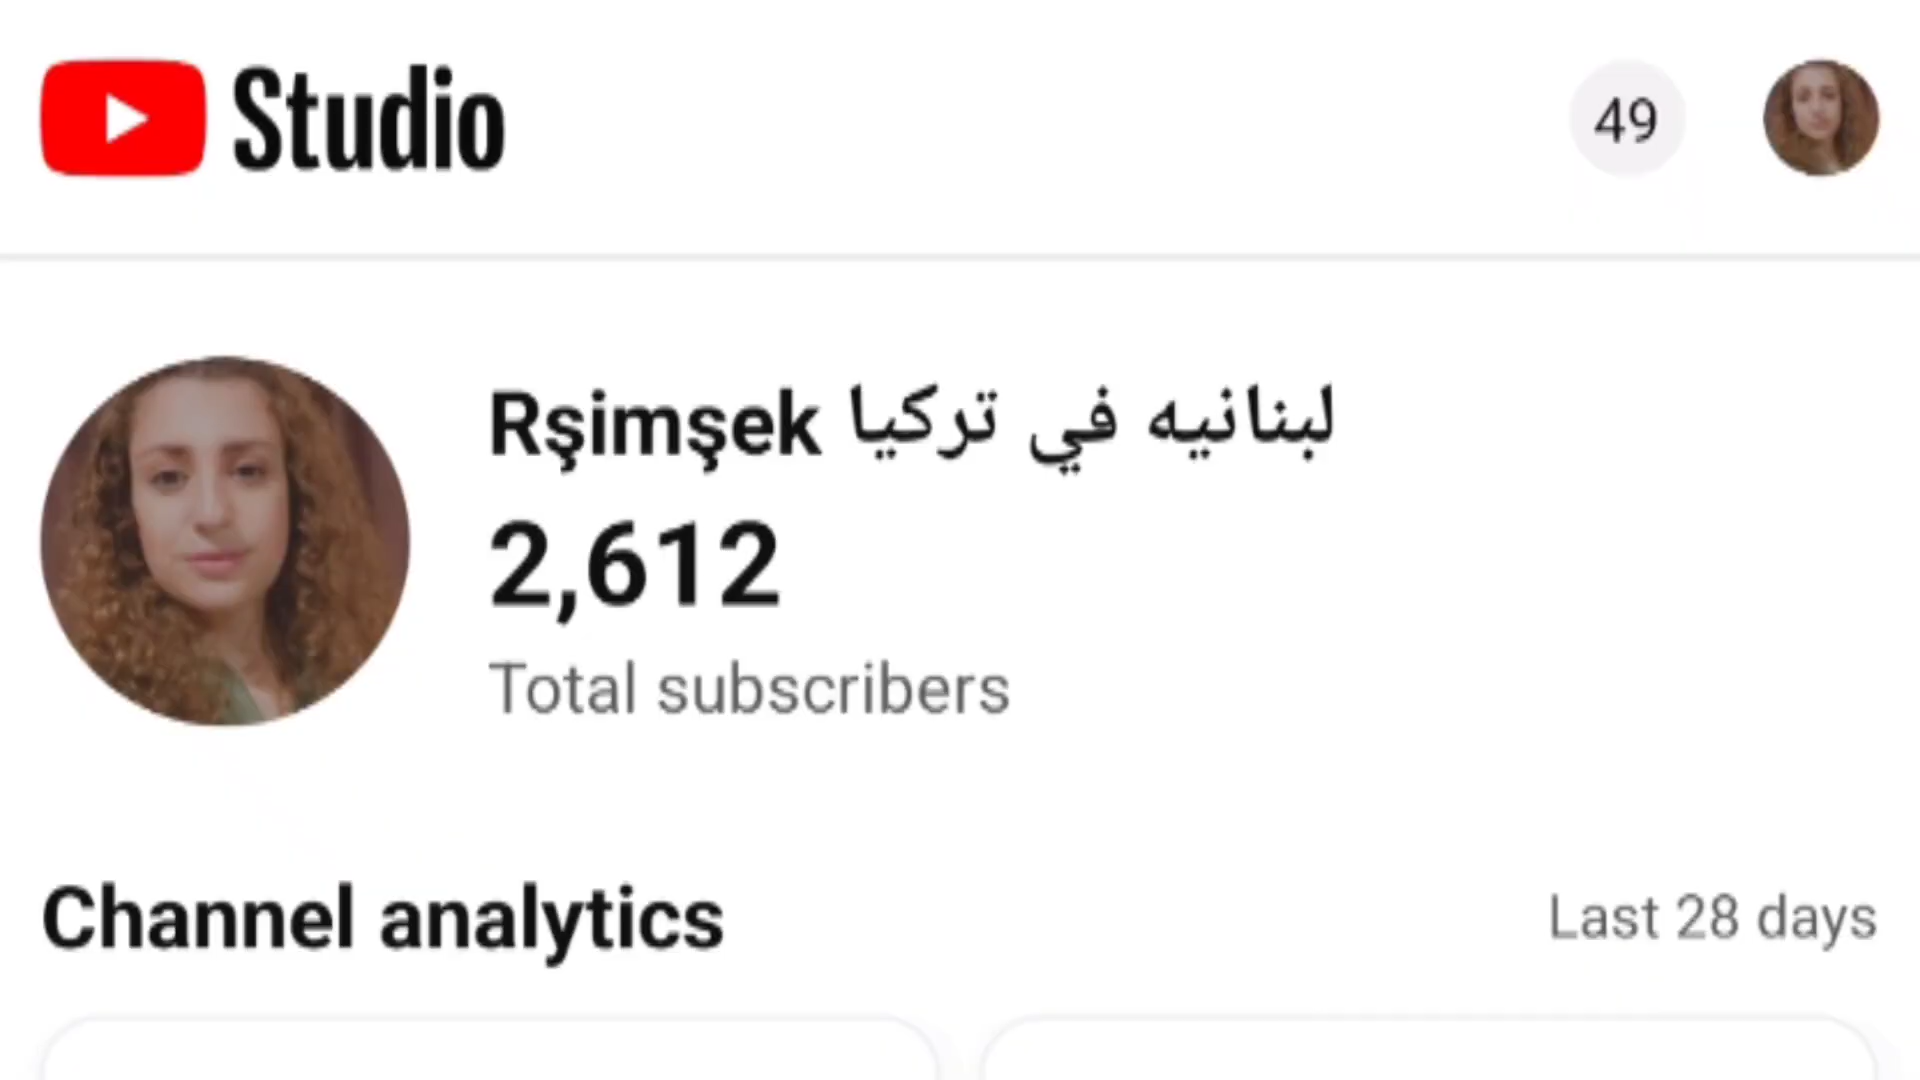 Studio
49
Rşimşek لبنانيه في تركيا
2,612
Total subscribers
Channel analytics
Last 28 days